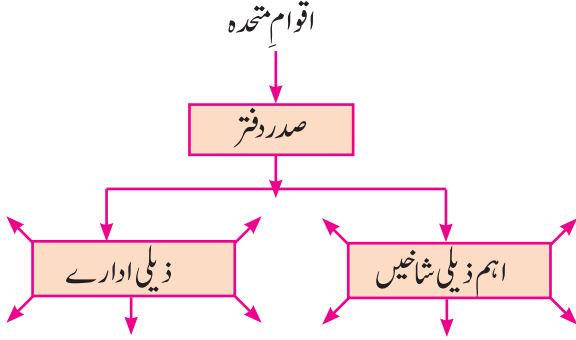 اقوامِ متحدہ
صدر دفتر
اہم ذیلی شاخیں
ذیلی ادارے